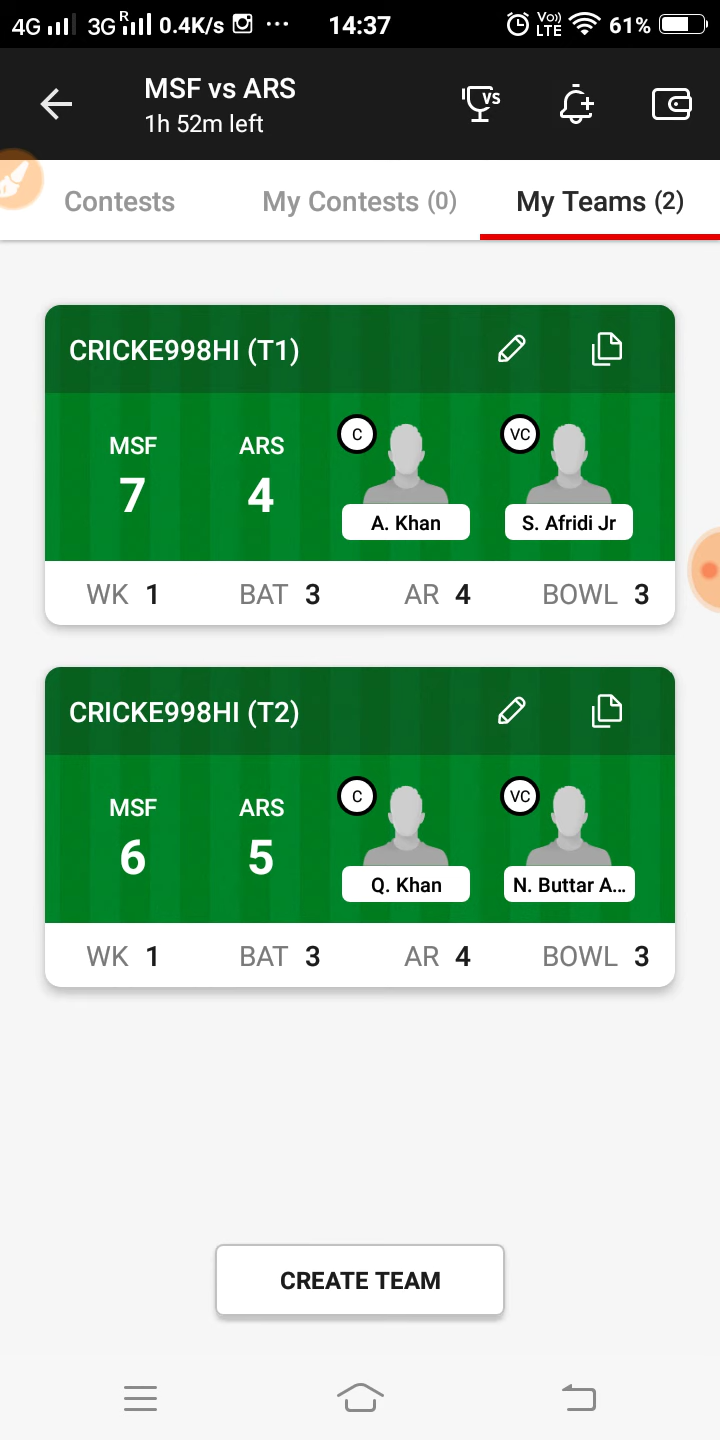 4G 3G R 0.4K/s ··· 14:37 Vo)) LTE 61%
MSF vs ARS
1h 52m left
VS
Contests My Contests (0) My Teams (2)
CRICKE998HI (T1)
MSF ARS C VC
7 4
A. Khan S. Afridi Jr
WK 1 BAT 3 AR 4 BOWL 3
CRICKE998HI (T2)
MSF ARS C VC
6 5
Q. Khan N. Buttar A...
WK 1 BAT 3 AR 4 BOWL 3
CREATE TEAM